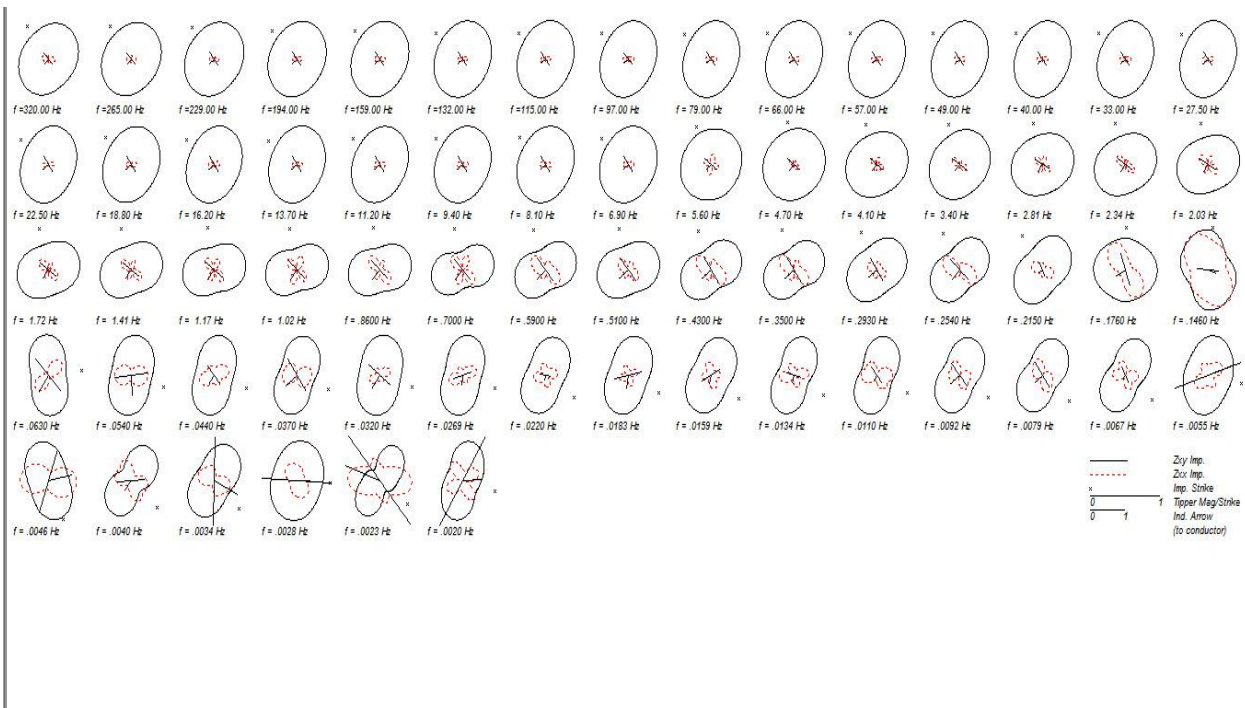 f =320.00 Hz f =265.00 Hz f =229.00 Hz f =194.00 Hz f =159.00 Hz f =132.00 Hz f =115.00 Hz f = 97.00 Hz f = 79.00 Hz f = 66.00 Hz f = 57.00 Hz f = 49.00 Hz f = 40.00 Hz f = 33.00 Hz f = 27.50 Hz
f = 22.50 Hz f = 18.80 Hz f = 16.20 Hz f = 13.70 Hz f = 11.20 Hz f = 9.40 Hz f = 8.10 Hz f = 6.90 Hz f = 5.60 Hz f = 4.70 Hz f = 4.10 Hz f = 3.40 Hz f = 2.81 Hz f = 2.34 Hz f = 2.03 Hz
f = 1.72 Hz f = 1.41 Hz f = 1.17 Hz f = 1.02 Hz f = .8600 Hz f = .7000 Hz f = .5900 Hz f = .5100 Hz f = .4300 Hz f = .3500 Hz f = .2930 Hz f = .2540 Hz f = .2150 Hz f = .1760 Hz f = .1460 Hz
f = .0630 Hz f = .0540 Hz f = .0440 Hz f = .0370 Hz f = .0320 Hz f = .0269 Hz f = .0220 Hz f = .0183 Hz f = .0159 Hz f = .0134 Hz f = .0110 Hz f = .0092 Hz f = .0079 Hz f = .0067 Hz f = .0055 Hz
f = .0046 Hz f = .0040 Hz f = .0034 Hz f = .0028 Hz f = .0023 Hz f = .0020 Hz
Zxy Imp.
Zxx Imp.
x Imp. Strike
0 1 Tipper Mag/Strike
0 1 Ind. Arrow
(to conductor)